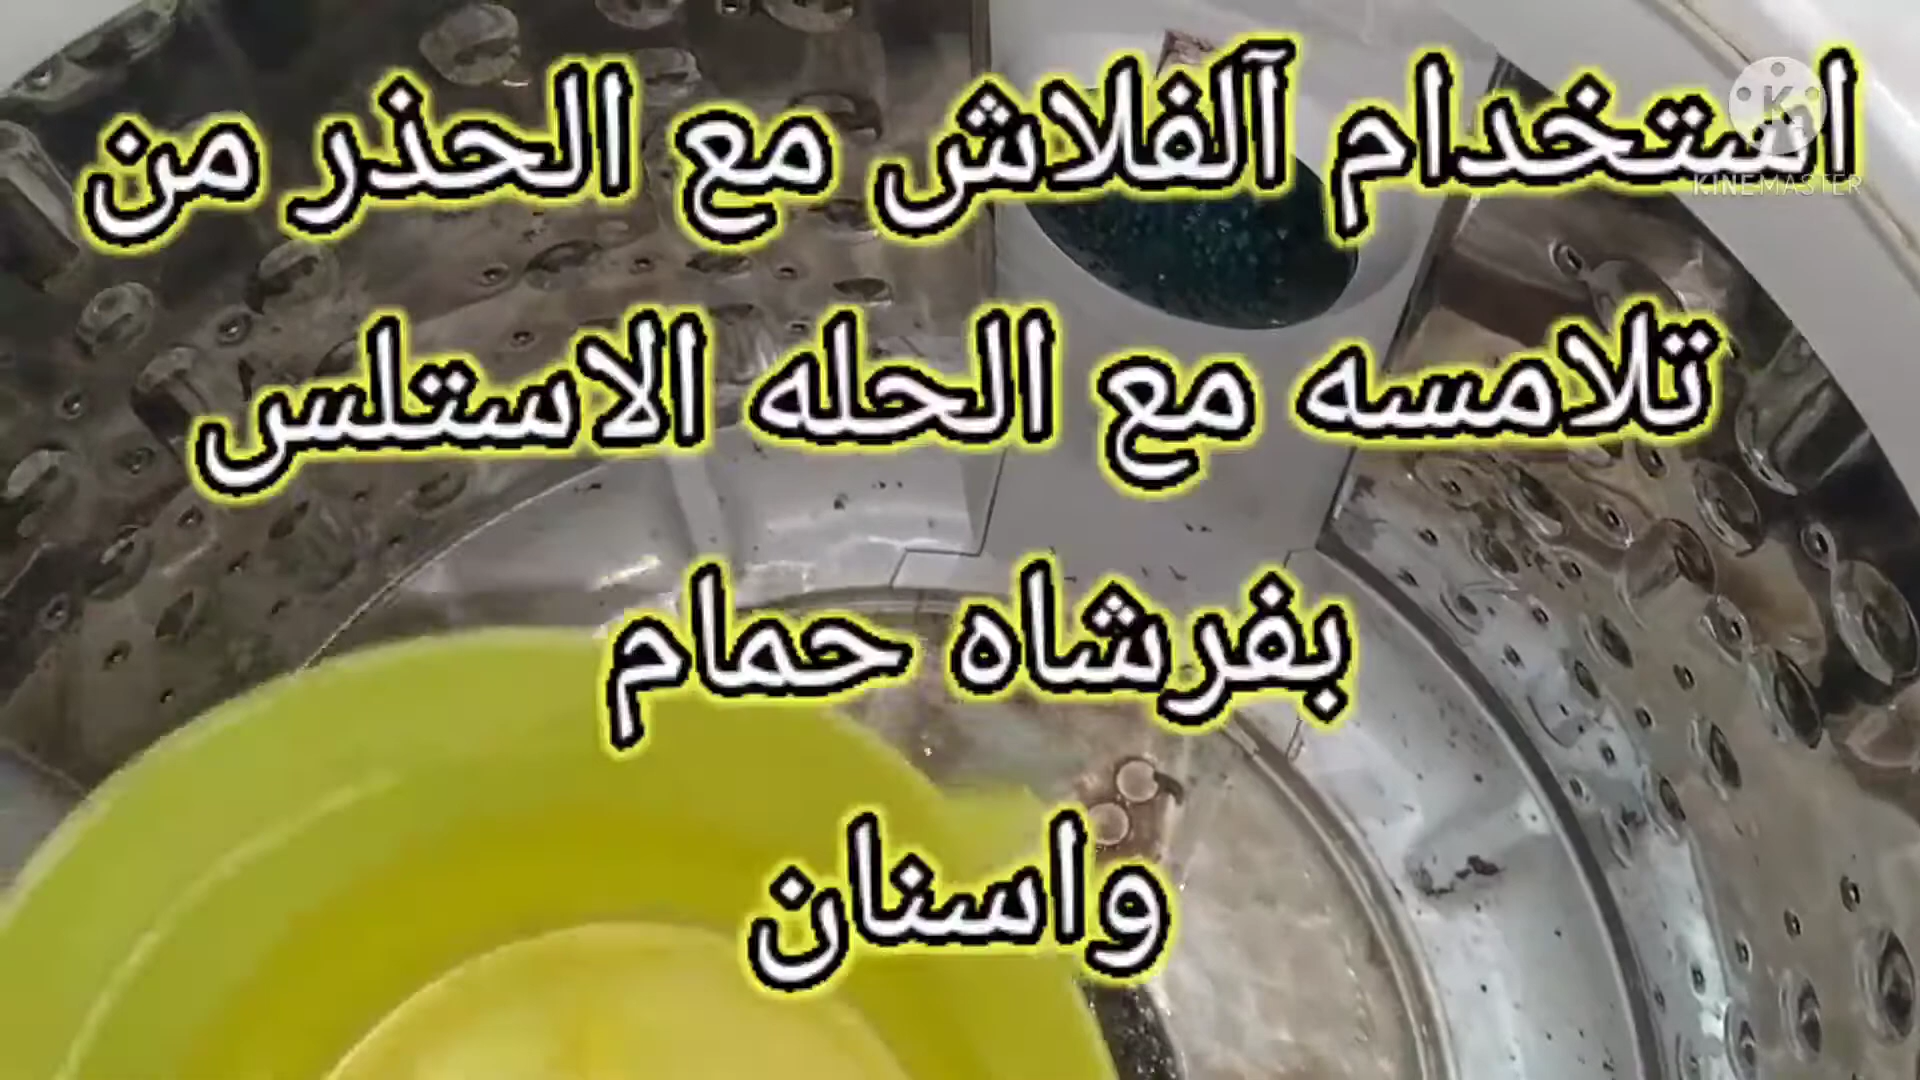 استخدام آلفلاش مع الحذر من
تلامسه مع الحله الاستلس
بفرشاه حمام
واسنان
K
KINEMASTER